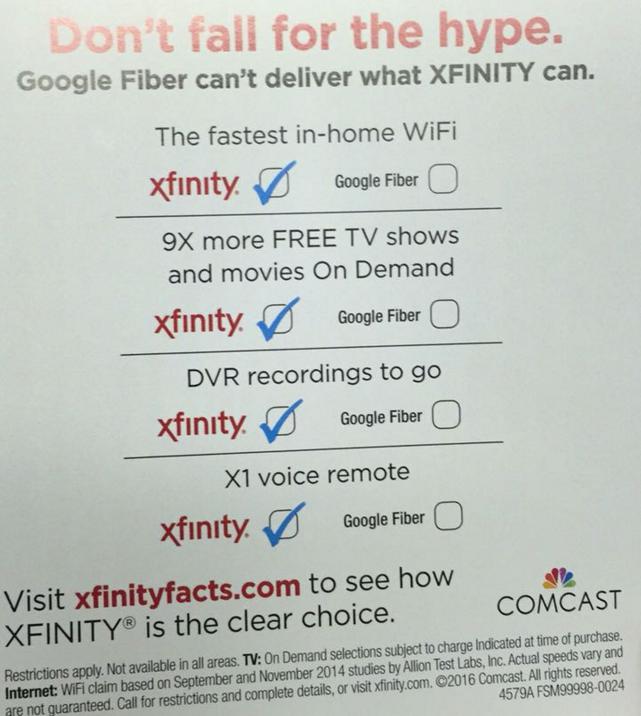 Don't fall for the hype.
Google Fiber can't deliver what XFINITY can.
The fastest in-home WiFi
xfinity. Google Fiber
9X more FREE TV shows
and movies On Demand
xfinity. Google Fiber
DVR recordings to go
xfinity. Google Fiber
X1 voice remote
xfinity. Google Fiber
Visit xfinityfacts.com to see how
XFINITY® is the clear choice.
COMCAST
Restrictions apply. Not available in all areas. TV: On Demand selections subject to charge Indicated at time of purchase.
Internet: WiFi claim based on September and November 2014 studies by Allion Test Labs, Inc. Actual speeds vary and
are not guaranteed. Call for restrictions and complete details, or visit xfinity.com. ©2016 Comcast. All rights reserved.
4579A FSM99998-0024